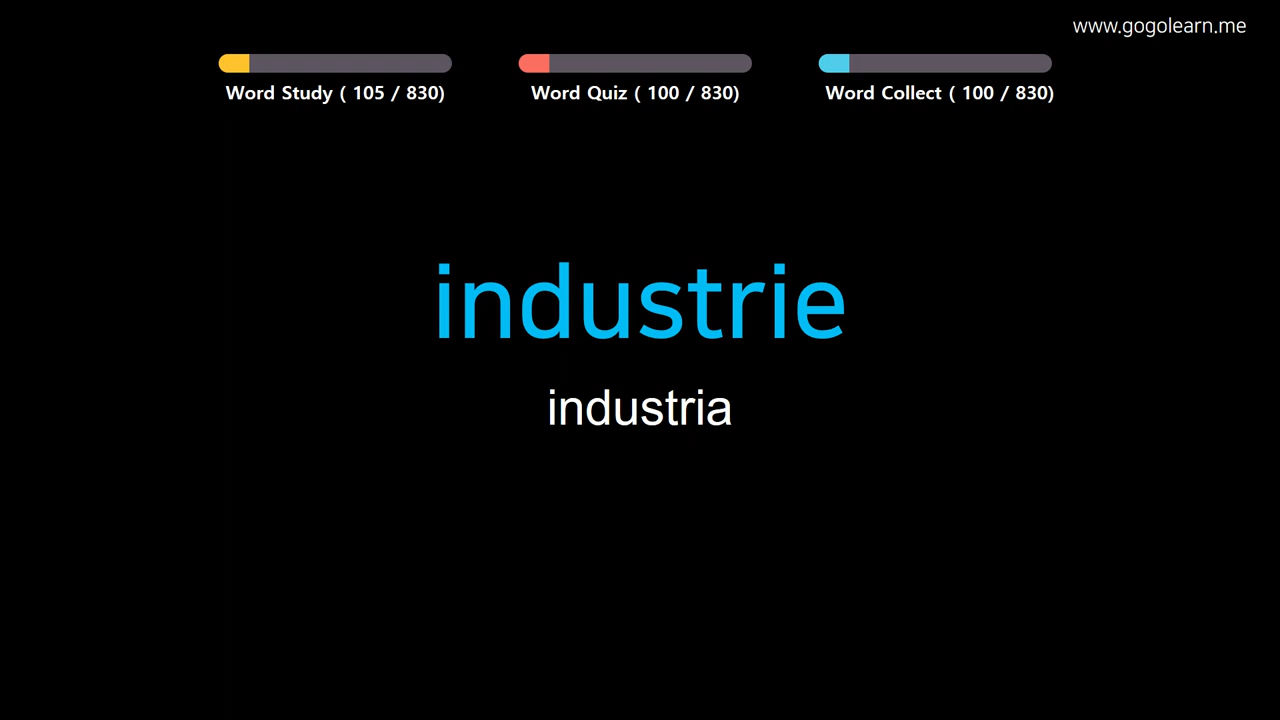 www.gogolearn.me
Word Study ( 105 / 830)
Word Quiz ( 100 / 830)
Word Collect ( 100 / 830)
industrie
industria